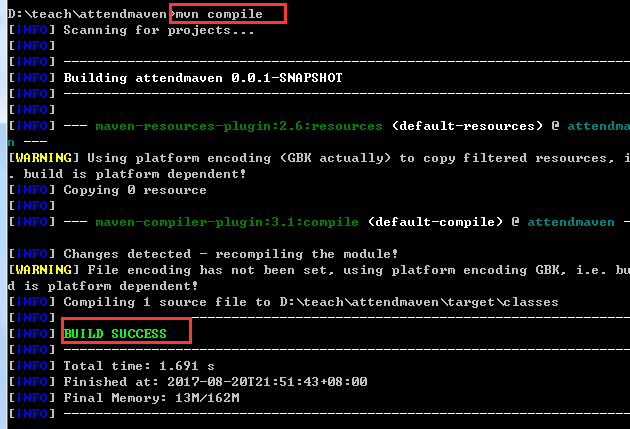 D:\teach\attendmaven>mvn compile
[INFO] Scanning for projects...
[INFO]
[INFO] ------------------------------------------------------------------------
[INFO] Building attendmaven 0.0.1-SNAPSHOT
[INFO] ------------------------------------------------------------------------
[INFO]
[INFO] --- maven-resources-plugin:2.6:resources (default-resources) @ attendmave
n ---
[WARNING] Using platform encoding (GBK actually) to copy filtered resources, i
. build is platform dependent!
[INFO] Copying 0 resource
[INFO]
[INFO] --- maven-compiler-plugin:3.1:compile (default-compile) @ attendmaven -
[INFO] Changes detected - recompiling the module!
[WARNING] File encoding has not been set, using platform encoding GBK, i.e. bu
d is platform dependent!
[INFO] Compiling 1 source file to D:\teach\attendmaven\target\classes
[INFO] ------------------------------------------------------------------------
[INFO] BUILD SUCCESS
[INFO] ------------------------------------------------------------------------
[INFO] Total time: 1.691 s
[INFO] Finished at: 2017-08-20T21:51:43+08:00
[INFO] Final Memory: 13M/162M
[INFO] ------------------------------------------------------------------------